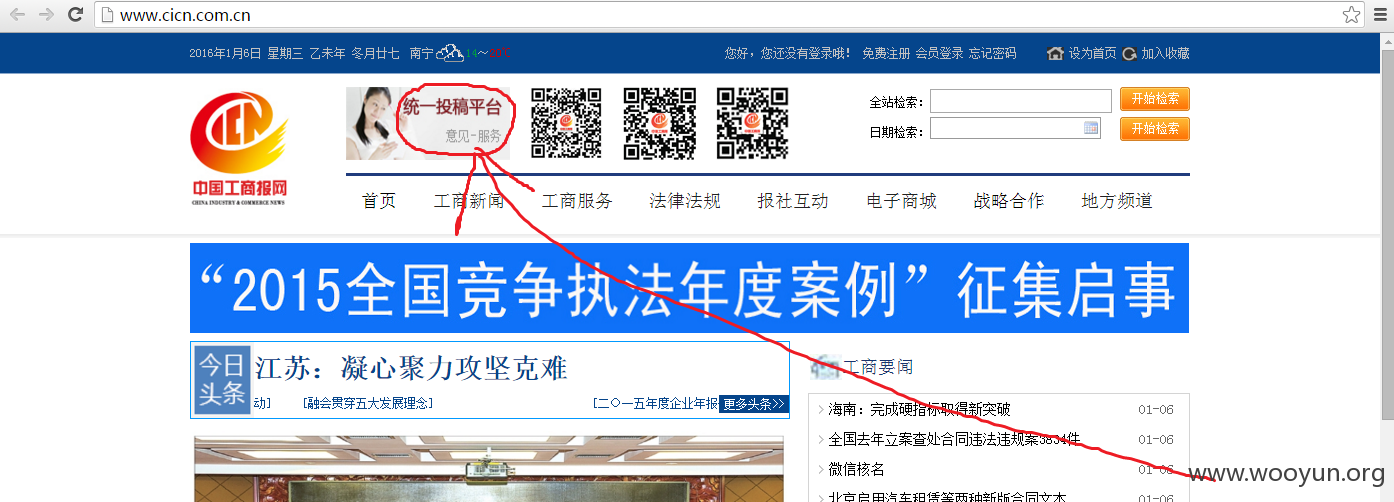 www.cicn.com.cn
2016年1月6日 星期三 乙未年 冬月廿七 南宁 14～
您好，您还没有登录哦！ 免费注册 会员登录 忘记密码 设为首页 加入收藏
CICN
中国工商报网
CHINA INDUSTRY & COMMERCE NEWS
统一投稿平台
意见-服务
全站检索： 开始检索
日期检索： 开始检索
首页 工商新闻 工商服务 法律法规 报社互动 电子商城 战略合作 地方频道
“2015全国竞争执法年度案例”征集启事
今日头条
江苏：凝心聚力攻坚克难
动] [融会贯穿五大发展理念] [二〇一五年度企业年报 更多头条>>
工商要闻
海南：完成硬指标取得新突破 01-06
全国去年立案查处合同违法违规案3834件 01-06
微信核名 01-06
北京启用汽车租赁等两种新版合同文本
www.wooyun.org